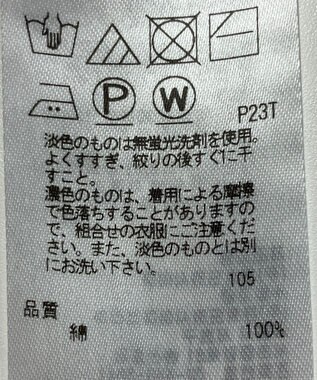 P
W
P23T
淡色のものは無蛍光洗剤を使用。
よくすすぎ、絞りの後すぐに干
すこと。
濃色のものは、着用による摩擦
で色落ちすることがありますの
で、組合せの衣服にご注意くだ
さい。また、淡色のものとは別
にお洗い下さい。
105
品質
綿 100%